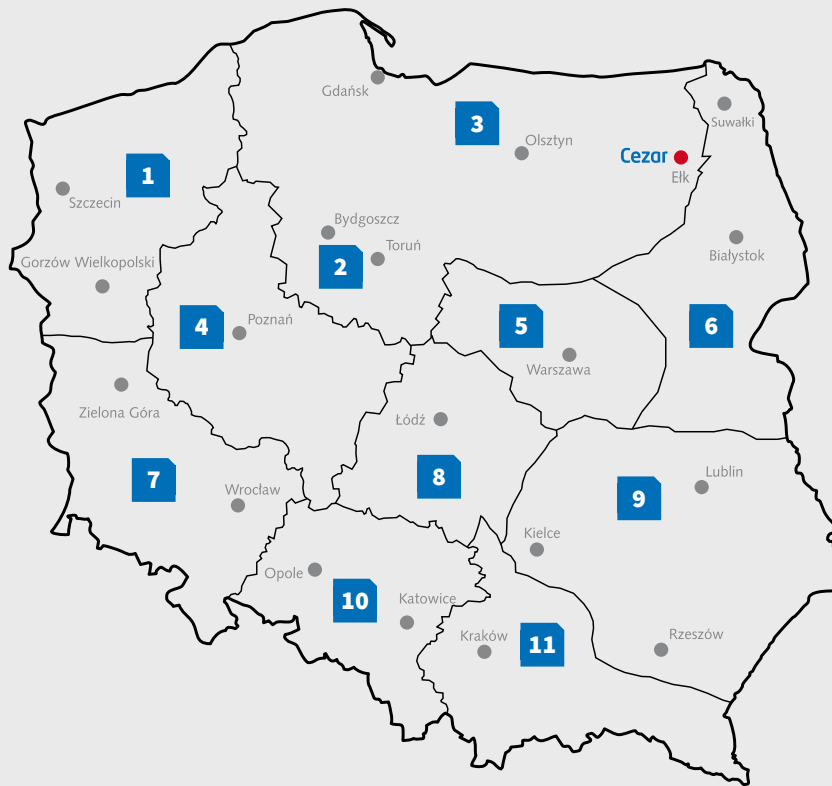 Gdańsk
3
Suwałki
Olsztyn
Cezar
1
Ełk
Szczecin
Bydgoszcz
Toruń
Białystok
Gorzów Wielkopolski
2
4
Poznań
5
6
Warszawa
Zielona Góra
Łódź
7
8
Lublin
Wrocław
9
Kielce
Opole
10
Katowice
Kraków
11
Rzeszów